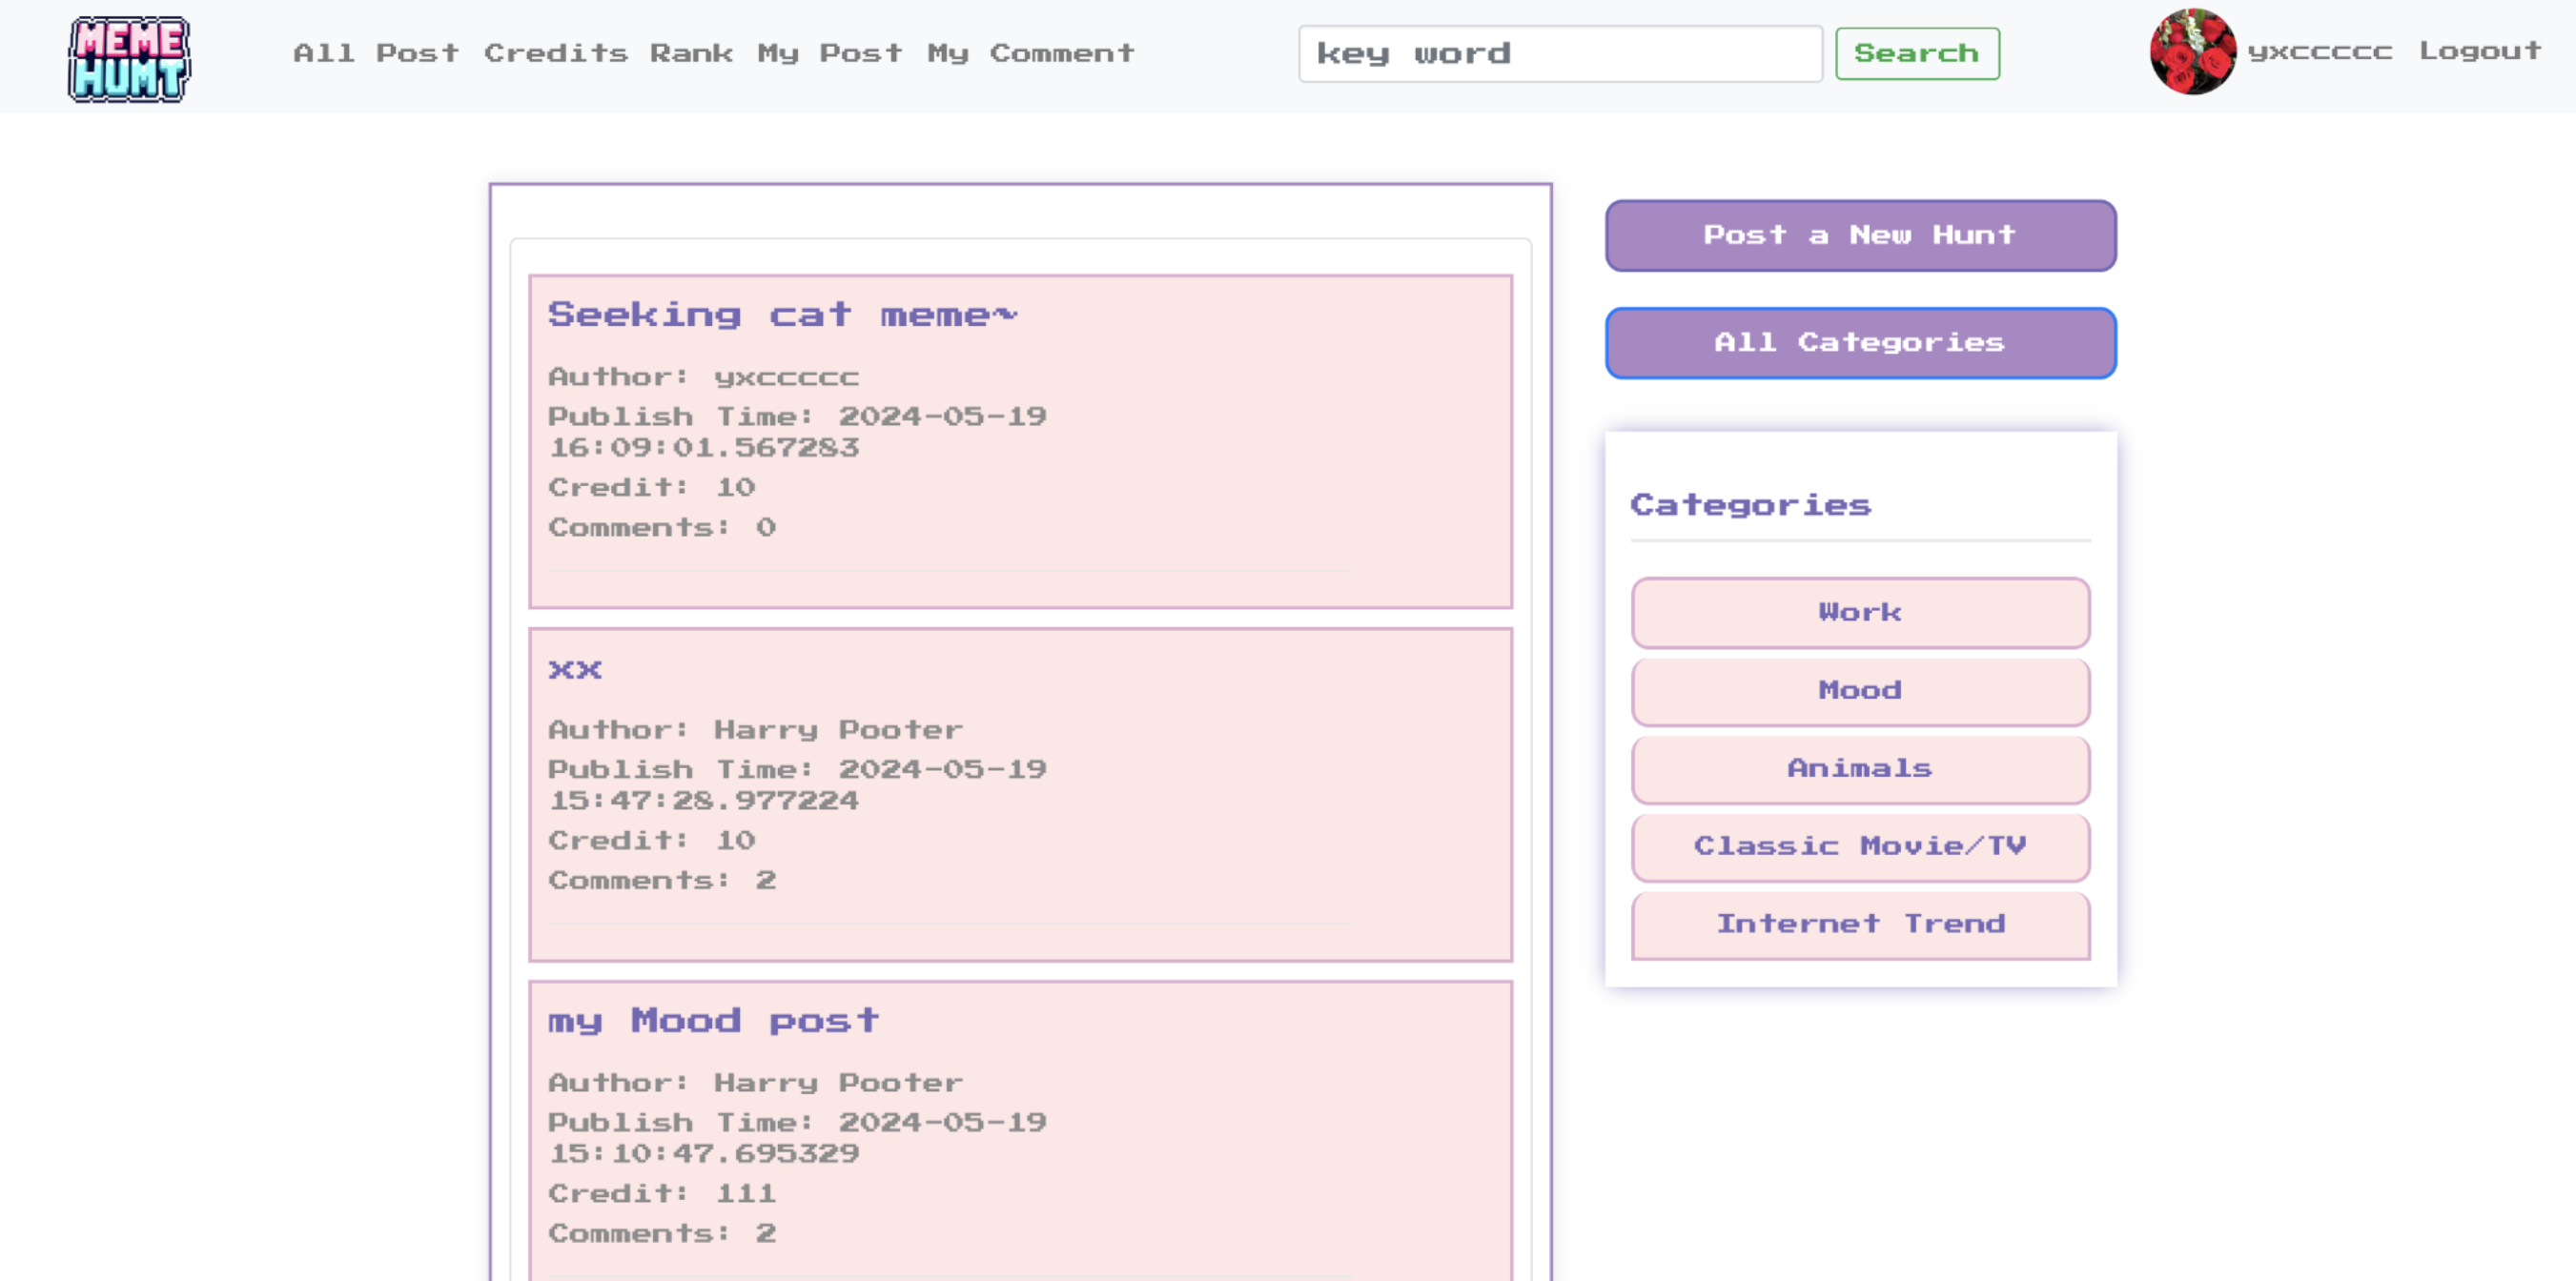 MEME
HUMT
All Post Credits Rank My Post My Comment
key word
Search
yxccccc Logout
Seeking cat meme~
Author: yxccccc
Publish Time: 2024-05-19
16:09:01.567283
Credit: 10
Comments: 0
xx
Author: Harry Pooter
Publish Time: 2024-05-19
15:47:28.977224
Credit: 10
Comments: 2
my Mood post
Author: Harry Pooter
Publish Time: 2024-05-19
15:10:47.695329
Credit: 111
Comments: 2
Post a New Hunt
All Categories
Categories
Work
Mood
Animals
Classic Movie/TV
Internet Trend